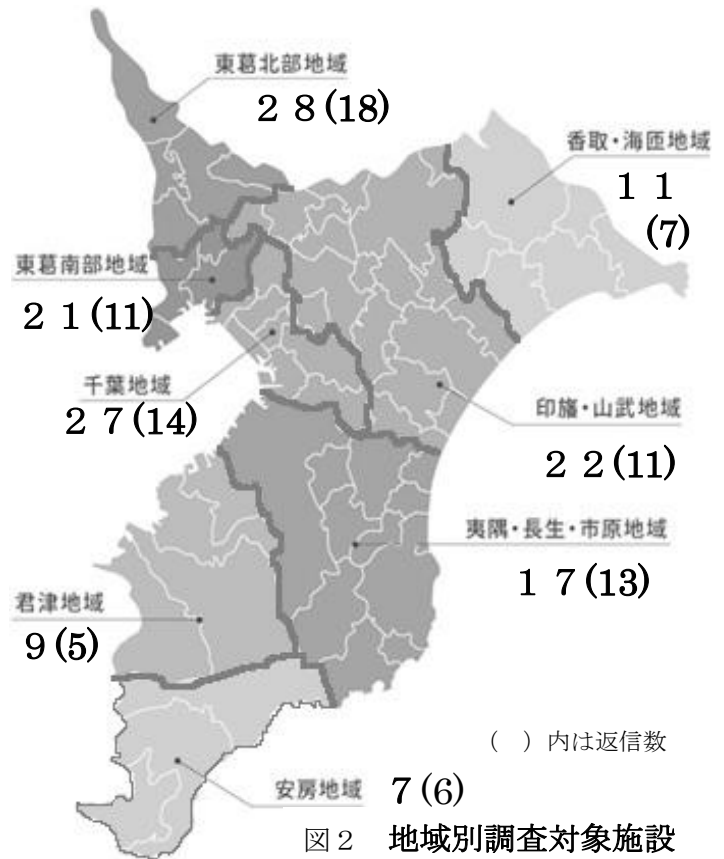 東葛北部地域
２８(18)
香取・海匝地域
１１
(7)
東葛南部地域
２１(11)
千葉地域
２７(14)
印旛・山武地域
２２(11)
夷隅・長生・市原地域
１７(13)
君津地域
9(5)
（　）内は返信数
安房地域
7(6)
図２　地域別調査対象施設